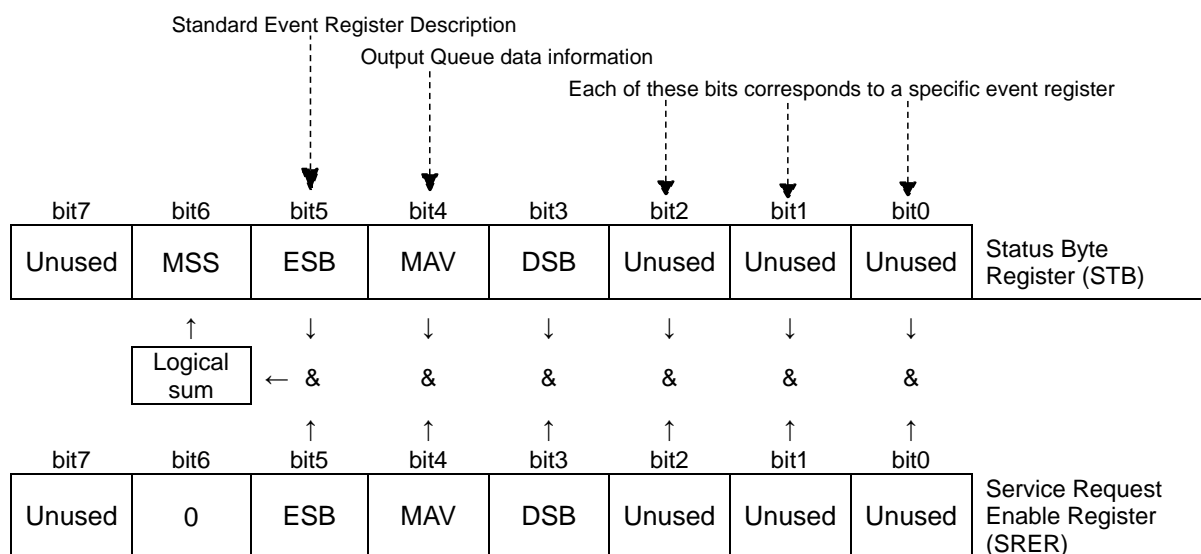 Standard Event Register Description
Output Queue data information
Each of these bits corresponds to a specific event register
bit7 bit6 bit5 bit4 bit3 bit2 bit1 bit0
Unused MSS ESB MAV DSB Unused Unused Unused
Status Byte
Register (STB)
↑ ↓ ↓ ↓ ↓ ↓ ↓
Logical
sum
← & & & & & &
↑ ↑ ↑ ↑ ↑ ↑
bit7 bit6 bit5 bit4 bit3 bit2 bit1 bit0
Unused 0 ESB MAV DSB Unused Unused Unused
Service Request
Enable Register
(SRER)